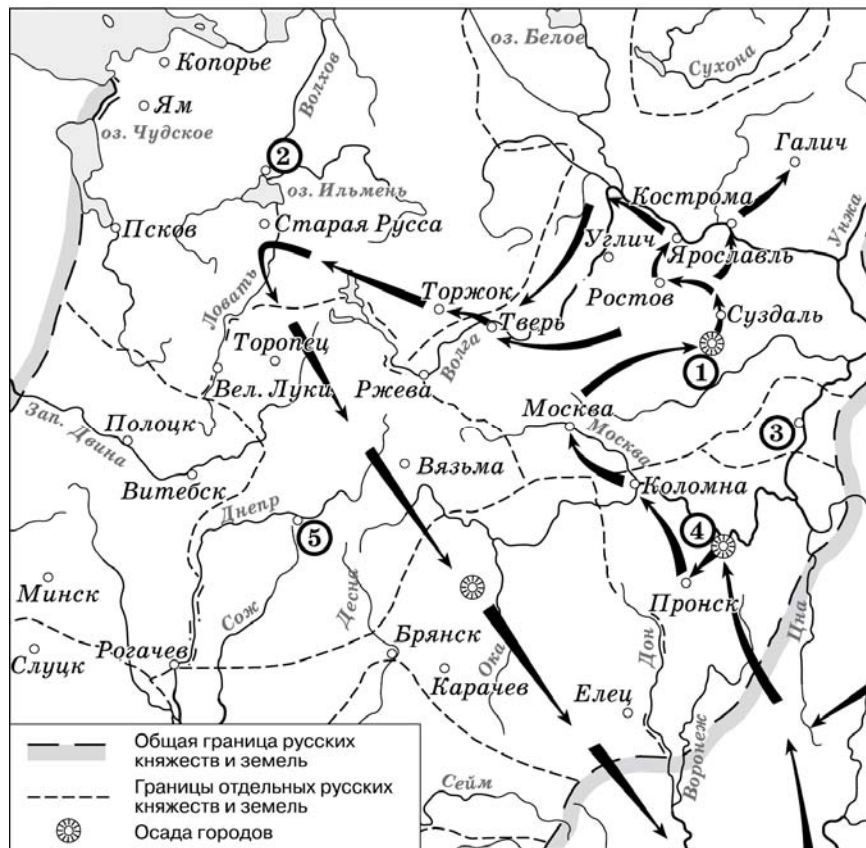 оз. Белое
Сухона
Копорье
Волхов
Ям
оз. Чудское
Галич
2
оз. Ильмень
Кострома
Унжа
Псков
Старая Русса
Углич
Ярославль
Ловать
Торжок
Ростов
Суздаль
Тверь
Торопец
Волга
1
Вел. Луки
Ржева
Москва
Зап. Двина
Полоцк
Москва
3
Витебск
Вязьма
Коломна
Днепр
5
4
Минск
Сож
Десна
Пронск
Цна
Слуцк
Рогачев
Брянск
Ока
Дон
Карачев
Елец
Воронеж
Сейм
Общая граница русских
княжеств и земель
Границы отдельных русских
княжеств и земель
Осада городов